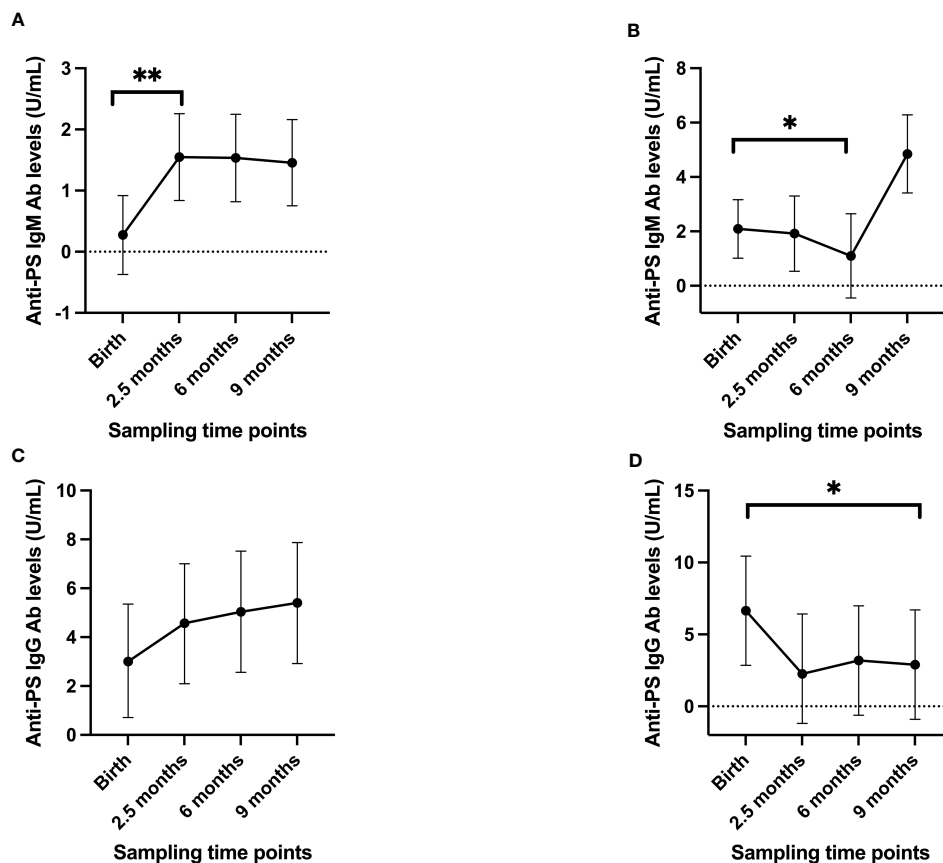 A
Anti-PS IgM Ab levels (U/mL)
3
2
1
0
-1
**
Birth
2.5 months
6 months
9 months
Sampling time points
B
Anti-PS IgM Ab levels (U/mL)
8
6
4
2
0
*
Birth
2.5 months
6 months
9 months
Sampling time points
C
Anti-PS IgG Ab levels (U/mL)
10
8
6
4
2
0
Birth
2.5 months
6 months
9 months
Sampling time points
D
Anti-PS IgG Ab levels (U/mL)
15
10
5
0
*
Birth
2.5 months
6 months
9 months
Sampling time points